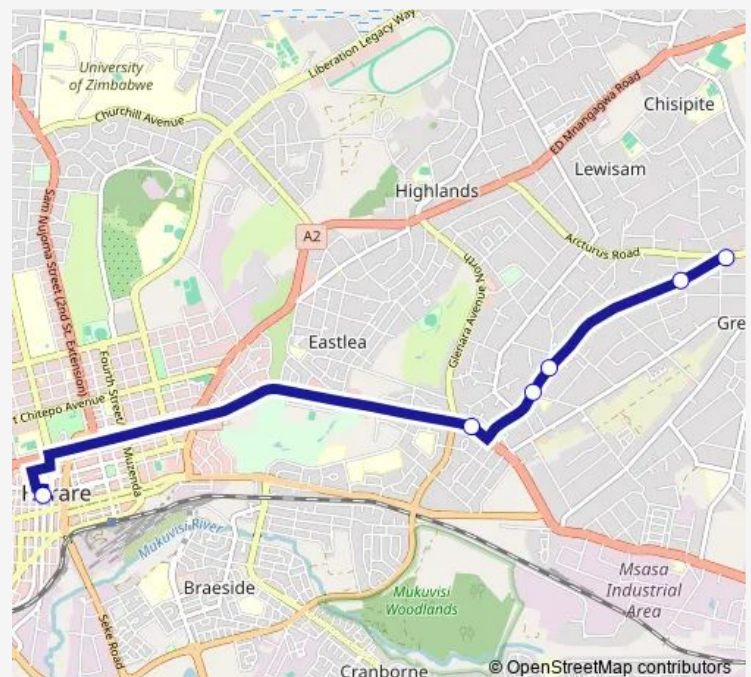 University
of Zimbabwe
Liberation Legacy Way
Churchill Avenue
ED Mnangagwa Road
Chisipite
Lewisam
Highlands
Sam Nujoma Street (2nd St. Extension)
A2
Arcturus Road
Glenara Avenue North
Eastlea
Gre
Fourth Street/
Muzenda
t Chitepo Avenue
Harare
Mukuvisi River
Braeside
Mukuvisi
Woodlands
Msasa
Industrial
Area
Seke Road
Cranborne
© OpenStreetMap contributors